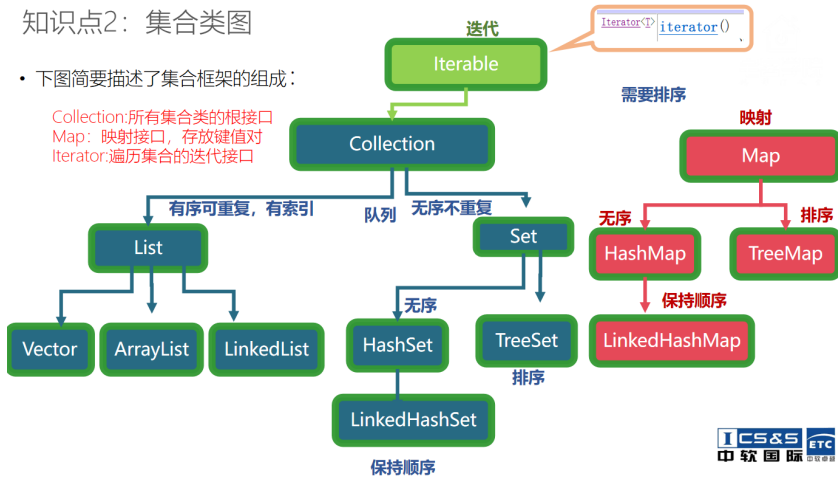 知识点2：集合类图
迭代
Iterator<T> iterator()
、
Iterable
• 下图简要描述了集合框架的组成：
需要排序
Collection:所有集合类的根接口
Map：映射接口，存放键值对
Iterator:遍历集合的迭代接口
映射
Collection
Map
有序可重复，有索引
队列
无序不重复
无序
排序
List
Set
HashMap
TreeMap
无序
保持顺序
Vector
ArrayList
LinkedList
HashSet
TreeSet
LinkedHashMap
排序
LinkedHashSet
保持顺序
ICS&S
ETC
中软国际